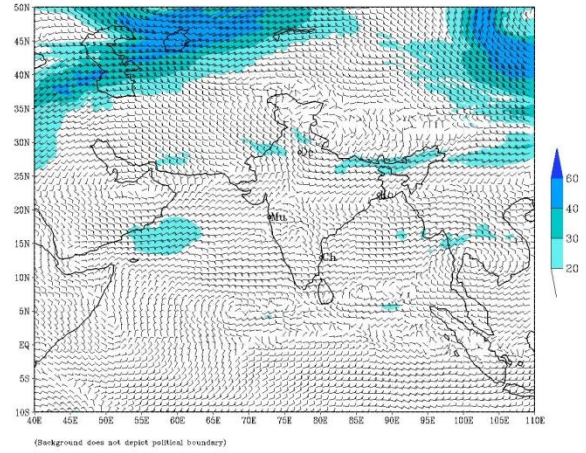 50N
45N
40N
35N
30N
25N
20N
15N
10N
5N
5S
10S
40E 45E 50E 55E 60E 65E 70E 75E 80E 85E 90E 95E 100E 105E 110E
Mu.
Ch
60
40
30
20
(Background does not depict political boundary)